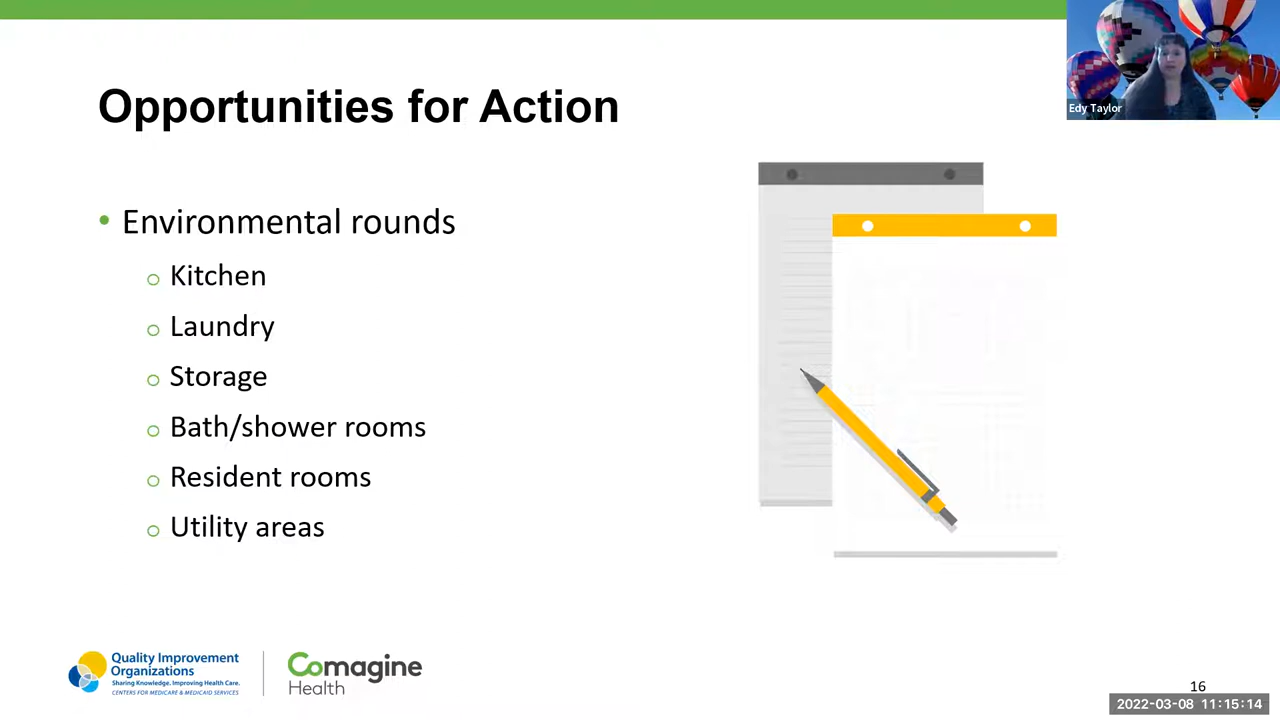 Edy Taylor
Opportunities for Action
• Environmental rounds
o Kitchen
o Laundry
o Storage
o Bath/shower rooms
o Resident rooms
o Utility areas
Quality Improvement
Organizations
Sharing Knowledge. Improving Health Care.
CENTERS FOR MEDICARE & MEDICAID SERVICES
Comagine
Health
16
2022-03-08 11:15:14